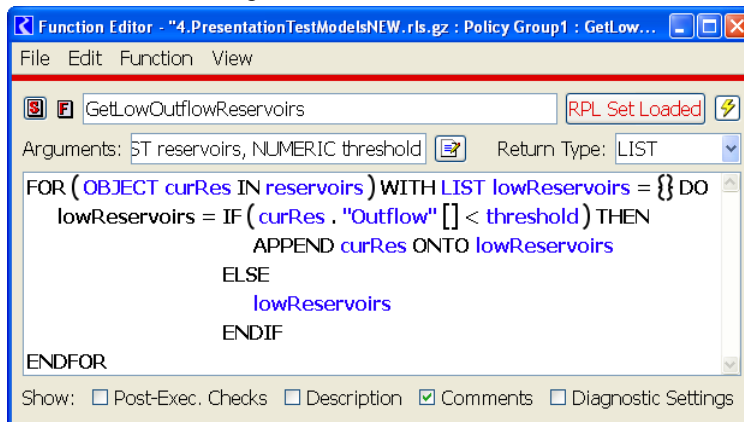 Function Editor - "4.PresentationTestModelsNEW.rls.gz : Policy Group1 : GetLow...
File Edit Function View
S F GetLowOutflowReservoirs RPL Set Loaded
Arguments: ST reservoirs, NUMERIC threshold Return Type: LIST
FOR ( OBJECT curRes IN reservoirs ) WITH LIST lowReservoirs = {} DO
lowReservoirs = IF ( curRes . "Outflow" [] < threshold ) THEN
APPEND curRes ONTO lowReservoirs
ELSE
lowReservoirs
ENDIF
ENDFOR
Show: Post-Exec. Checks Description Comments Diagnostic Settings